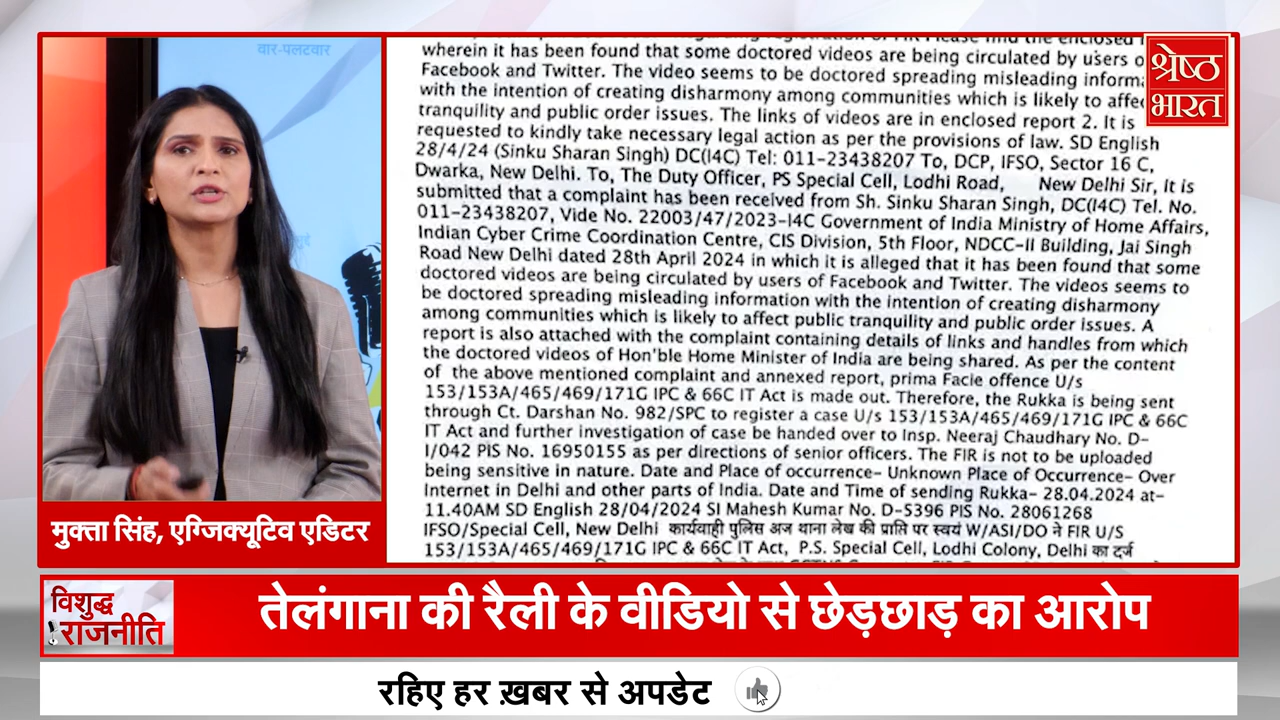 वार-पलटवार
wherein it has been found that some doctored videos are being circulated by users o
Facebook and Twitter. The video seems to be doctored spreading misleading informa
with the intention of creating disharmony among communities which is likely to affec
tranquility and public order issues. The links of videos are in enclosed report 2. It is
requested to kindly take necessary legal action as per the provisions of law. SD English
28/4/24 (Sinku Sharan Singh) DC(I4C) Tel: 011-23438207 To, DCP, IFSO, Sector 16 C,
Dwarka, New Delhi. To, The Duty Officer, PS Special Cell, Lodhi Road, New Delhi Sir, It is
submitted that a complaint has been received from Sh. Sinku Sharan Singh, DC(I4C) Tel. No.
011-23438207, Vide No. 22003/47/2023-I4C Government of India Ministry of Home Affairs,
Indian Cyber Crime Coordination Centre, CIS Division, 5th Floor, NDCC-II Building, Jai Singh
Road New Delhi dated 28th April 2024 in which it is alleged that it has been found that some
doctored videos are being circulated by users of Facebook and Twitter. The videos seems to
be doctored spreading misleading information with the intention of creating disharmony
among communities which is likely to affect public tranquility and public order issues. A
report is also attached with the complaint containing details of links and handles from which
the doctored videos of Hon'ble Home Minister of India are being shared. As per the content
of the above mentioned complaint and annexed report, prima Facle offence U/s
153/153A/465/469/171G IPC & 66C IT Act is made out. Therefore, the Rukka is being sent
through Ct. Darshan No. 982/SPC to register a case U/s 153/153A/465/469/171G IPC & 66C
IT Act and further investigation of case be handed over to Insp. Neeraj Chaudhary No. D-
I/042 PIS No. 16950155 as per directions of senior officers. The FIR is not to be uploaded
being sensitive in nature. Date and Place of occurrence- Unknown Place of Occurrence- Over
Internet in Delhi and other parts of India. Date and Time of sending Rukka- 28.04.2024 at-
11.40AM SD English 28/04/2024 SI Mahesh Kumar No. D-5396 PIS No. 28061268
IFSO/Special Cell, New Delhi कार्यवाही पुलिस अज थाना लेख की प्राप्ति पर स्वयं W/ASI/DO ने FIR U/S
153/153A/465/469/171G IPC & 66C IT Act, P.S. Special Cell, Lodhi Colony, Delhi का दर्ज
श्रेष्ठ
भारत
मुक्ता सिंह, एग्जिक्यूटिव एडिटर
विशुद्ध
राजनीति
तेलंगाना की रैली के वीडियो से छेड़छाड़ का आरोप
रहिए हर ख़बर से अपडेट